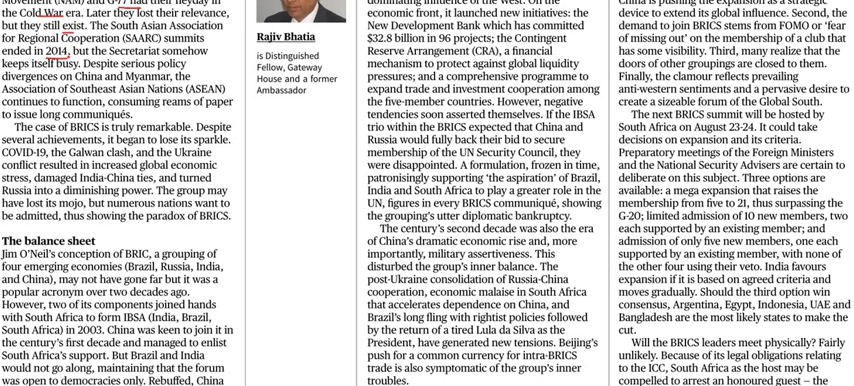 Movement (NAM) and G-77 had their heyday in
the Cold War era. Later they lost their relevance,
but they still exist. The South Asian Association
for Regional Cooperation (SAARC) summits
ended in 2014, but the Secretariat somehow
keeps itself busy. Despite serious policy
divergences on China and Myanmar, the
Association of Southeast Asian Nations (ASEAN)
continues to function, consuming reams of paper
to issue long communiqués.
The case of BRICS is truly remarkable. Despite
several achievements, it began to lose its sparkle.
COVID-19, the Galwan clash, and the Ukraine
conflict resulted in increased global economic
stress, damaged India-China ties, and turned
Russia into a diminishing power. The group may
have lost its mojo, but numerous nations want to
be admitted, thus showing the paradox of BRICS.
The balance sheet
Jim O'Neil's conception of BRIC, a grouping of
four emerging economies (Brazil, Russia, India,
and China), may not have gone far but it was a
popular acronym over two decades ago.
However, two of its components joined hands
with South Africa to form IBSA (India, Brazil,
South Africa) in 2003. China was keen to join it in
the century's first decade and managed to enlist
South Africa's support. But Brazil and India
would not go along, maintaining that the forum
was open to democracies only. Rebuffed, China
Rajiv Bhatia
is Distinguished
Fellow, Gateway
House and a former
Ambassador
dominating influence of the West. On the
economic front, it launched new initiatives: the
New Development Bank which has committed
$32.8 billion in 96 projects; the Contingent
Reserve Arrangement (CRA), a financial
mechanism to protect against global liquidity
pressures; and a comprehensive programme to
expand trade and investment cooperation among
the five-member countries. However, negative
tendencies soon asserted themselves. If the IBSA
trio within the BRICS expected that China and
Russia would fully back their bid to secure
membership of the UN Security Council, they
were disappointed. A formulation, frozen in time,
patronisingly supporting 'the aspiration' of Brazil,
India and South Africa to play a greater role in the
UN, figures in every BRICS communiqué, showing
the grouping's utter diplomatic bankruptcy.
The century's second decade was also the era
of China's dramatic economic rise and, more
importantly, military assertiveness. This
disturbed the group's inner balance. The
post-Ukraine consolidation of Russia-China
cooperation, economic malaise in South Africa
that accelerates dependence on China, and
Brazil's long fling with rightist policies followed
by the return of a tired Lula da Silva as the
President, have generated new tensions. Beijing's
push for a common currency for intra-BRICS
trade is also symptomatic of the group's inner
troubles.
China is pushing the expansion as a strategic
device to extend its global influence. Second, the
demand to join BRICS stems from FOMO or 'fear
of missing out' on the membership of a club that
has some visibility. Third, many realize that the
doors of other groupings are closed to them.
Finally, the clamour reflects prevailing
anti-western sentiments and a pervasive desire to
create a sizeable forum of the Global South.
The next BRICS summit will be hosted by
South Africa on August 23-24. It could take
decisions on expansion and its criteria.
Preparatory meetings of the Foreign Ministers
and the National Security Advisers are certain to
deliberate on this subject. Three options are
available: a mega expansion that raises the
membership from five to 21, thus surpassing the
G-20; limited admission of 10 new members, two
each supported by an existing member; and
admission of only five new members, one each
supported by an existing member, with none of
the other four using their veto. India favours
expansion if it is based on agreed criteria and
moves gradually. Should the third option win
consensus, Argentina, Egypt, Indonesia, UAE and
Bangladesh are the most likely states to make the
cut.
Will the BRICS leaders meet physically? Fairly
unlikely. Because of its legal obligations relating
to the ICC, South Africa as the host may be
compelled to arrest an honoured guest — the